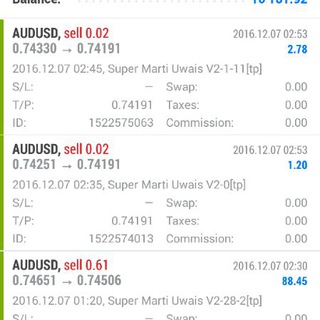 AUDUSD, sell 0.02 2016.12.07 02:53
0.74330 → 0.74191 2.78
2016.12.07 02:45, Super Marti Uwais V2-1-11[tp]
S/L: — Swap: 0.00
T/P: 0.74191 Taxes: 0.00
ID: 1522575063 Commission: 0.00
AUDUSD, sell 0.02 2016.12.07 02:53
0.74251 → 0.74191 1.20
2016.12.07 02:35, Super Marti Uwais V2-0[tp]
S/L: — Swap: 0.00
T/P: 0.74191 Taxes: 0.00
ID: 1522574013 Commission: 0.00
AUDUSD, sell 0.61 2016.12.07 02:30
0.74651 → 0.74506 88.45
2016.12.07 01:20, Super Marti Uwais V2-28-2[tp]
S/L: — Swap: 0.00